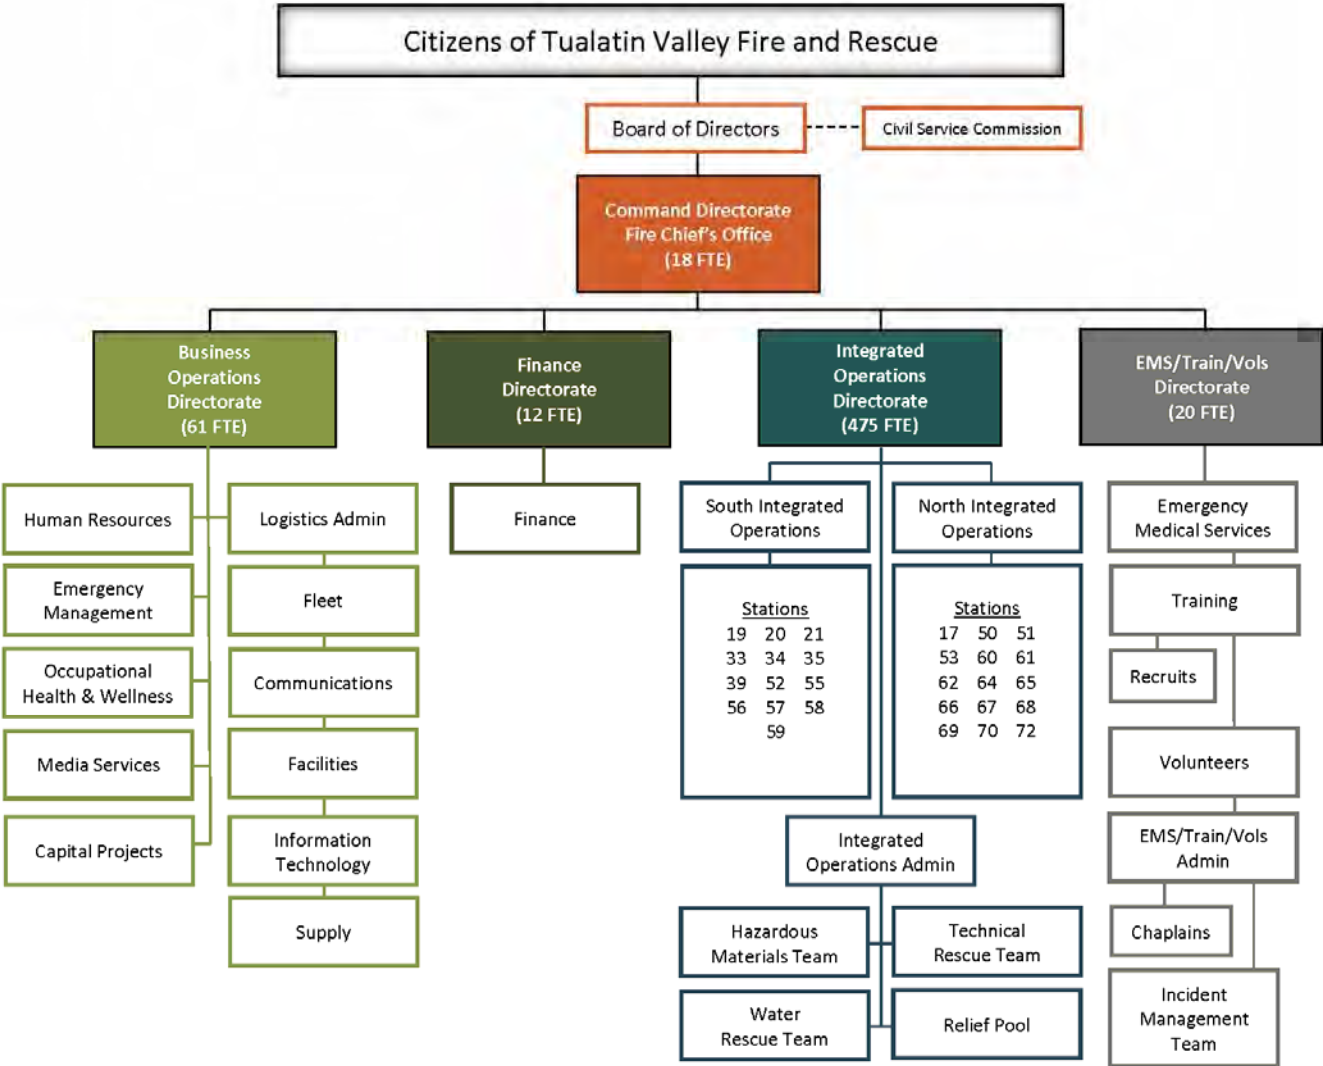 Citizens of Tualatin Valley Fire and Rescue
Board of Directors
Civil Service Commission
Command Directorate
Fire Chief's Office
(18 FTE)
Business
Operations
Directorate
(61 FTE)
Finance
Directorate
(12 FTE)
Integrated
Operations
Directorate
(475 FTE)
EMS/Train/Vols
Directorate
(20 FTE)
Human Resources
Emergency
Management
Occupational
Health & Wellness
Media Services
Capital Projects
Logistics Admin
Fleet
Communications
Facilities
Information
Technology
Supply
Finance
South Integrated
Operations
Stations
19 20 21
33 34 35
39 52 55
56 57 58
59
North Integrated
Operations
Stations
17 50 51
53 60 61
62 64 65
66 67 68
69 70 72
Integrated
Operations Admin
Hazardous
Materials Team
Technical
Rescue Team
Water
Rescue Team
Relief Pool
Emergency
Medical Services
Training
Recruits
Volunteers
EMS/Train/Vols
Admin
Chaplains
Incident
Management
Team